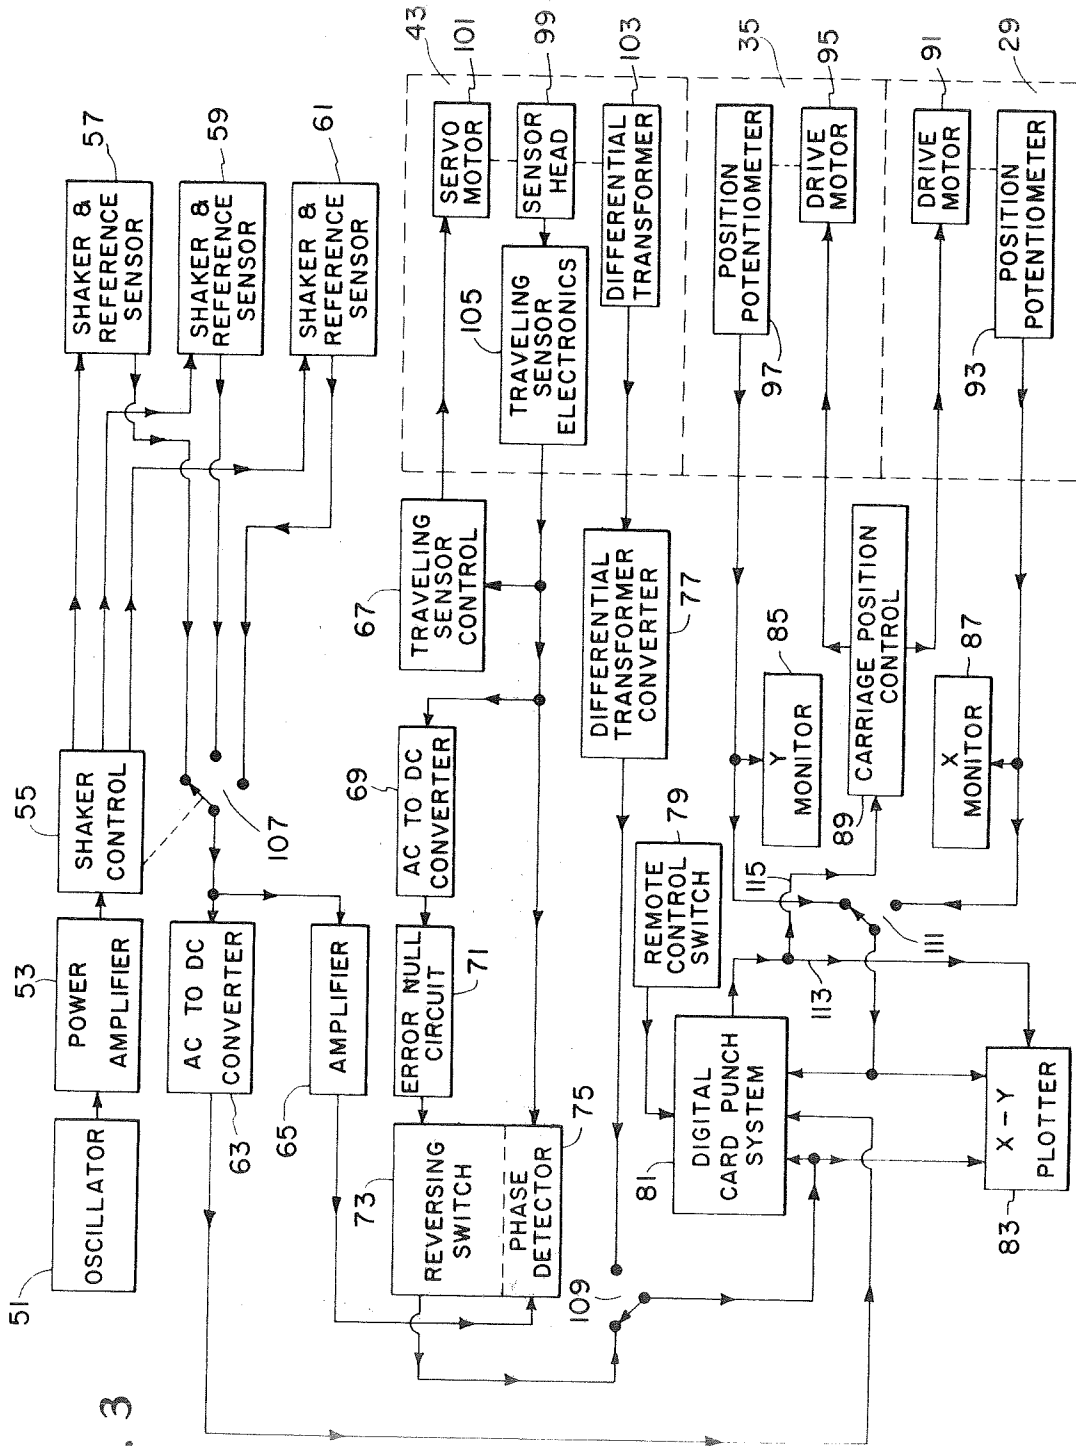 . 3
51
OSCILLATOR
53
POWER
AMPLIFIER
55
SHAKER
CONTROL
57
SHAKER &
REFERENCE
SENSOR
59
SHAKER &
REFERENCE
SENSOR
61
SHAKER &
REFERENCE
SENSOR
107
63
AC TO DC
CONVERTER
65
AMPLIFIER
67
TRAVELING
SENSOR
CONTROL
43
101
SERVO
MOTOR
99
SENSOR
HEAD
105
TRAVELING
SENSOR
ELECTRONICS
103
DIFFERENTIAL
TRANSFORMER
69
AC TO DC
CONVERTER
71
ERROR NULL
CIRCUIT
73
REVERSING
SWITCH
75
PHASE
DETECTOR
77
DIFFERENTIAL
TRANSFORMER
CONVERTER
109
79
REMOTE
CONTROL
SWITCH
81
DIGITAL
CARD PUNCH
SYSTEM
83
X-Y
PLOTTER
85
Y
MONITOR
87
X
MONITOR
89
CARRIAGE POSITION
CONTROL
35
97
POSITION
POTENTIOMETER
95
DRIVE
MOTOR
91
DRIVE
MOTOR
29
93
POSITION
POTENTIOMETER
111
113
115